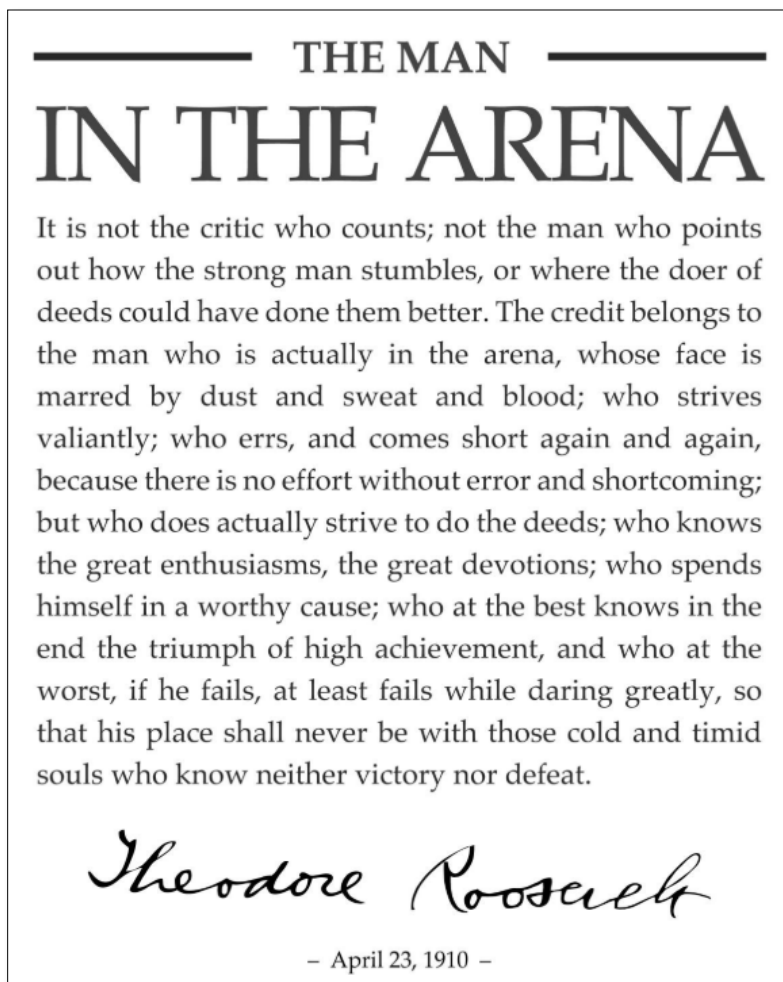 THE MAN
IN THE ARENA
It is not the critic who counts; not the man who points
out how the strong man stumbles, or where the doer of
deeds could have done them better. The credit belongs to
the man who is actually in the arena, whose face is
marred by dust and sweat and blood; who strives
valiantly; who errs, and comes short again and again,
because there is no effort without error and shortcoming;
but who does actually strive to do the deeds; who knows
the great enthusiasms, the great devotions; who spends
himself in a worthy cause; who at the best knows in the
end the triumph of high achievement, and who at the
worst, if he fails, at least fails while daring greatly, so
that his place shall never be with those cold and timid
souls who know neither victory nor defeat.
Theodore Roosevelt
– April 23, 1910 –